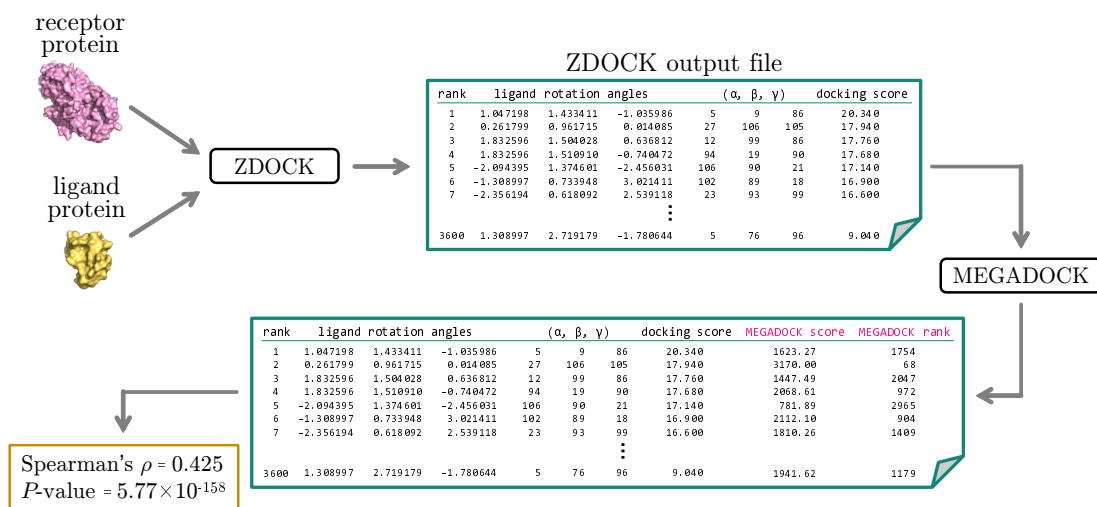 receptor
protein
ZDOCK output file
rank ligand rotation angles (α, β, γ) docking score
1 1.047198 1.433411 -1.035986 5 9 86 20.340
2 0.261799 0.961715 0.014085 27 106 105 17.940
3 1.832596 1.504028 0.636812 12 99 86 17.760
4 1.832596 1.510910 -0.740472 94 19 90 17.680
5 -2.094395 1.374601 -2.456031 106 90 21 17.140
6 -1.308997 0.733948 3.021411 102 89 18 16.900
7 -2.356194 0.618092 2.539118 23 93 99 16.600
⋮
3600 1.308997 2.719179 -1.780644 5 76 96 9.040
ZDOCK
ligand
protein
MEGADOCK
rank ligand rotation angles (α, β, γ) docking score MEGADOCK score MEGADOCK rank
1 1.047198 1.433411 -1.035986 5 9 86 20.340 1623.27 1754
2 0.261799 0.961715 0.014085 27 106 105 17.940 3170.00 68
3 1.832596 1.504028 0.636812 12 99 86 17.760 1447.49 2047
4 1.832596 1.510910 -0.740472 94 19 90 17.680 2068.61 972
5 -2.094395 1.374601 -2.456031 106 90 21 17.140 781.89 2965
6 -1.308997 0.733948 3.021411 102 89 18 16.900 2112.10 904
7 -2.356194 0.618092 2.539118 23 93 99 16.600 1810.26 1409
⋮
3600 1.308997 2.719179 -1.780644 5 76 96 9.040 1941.62 1179
Spearman's ρ = 0.425
P-value = 5.77×10⁻¹⁵⁸